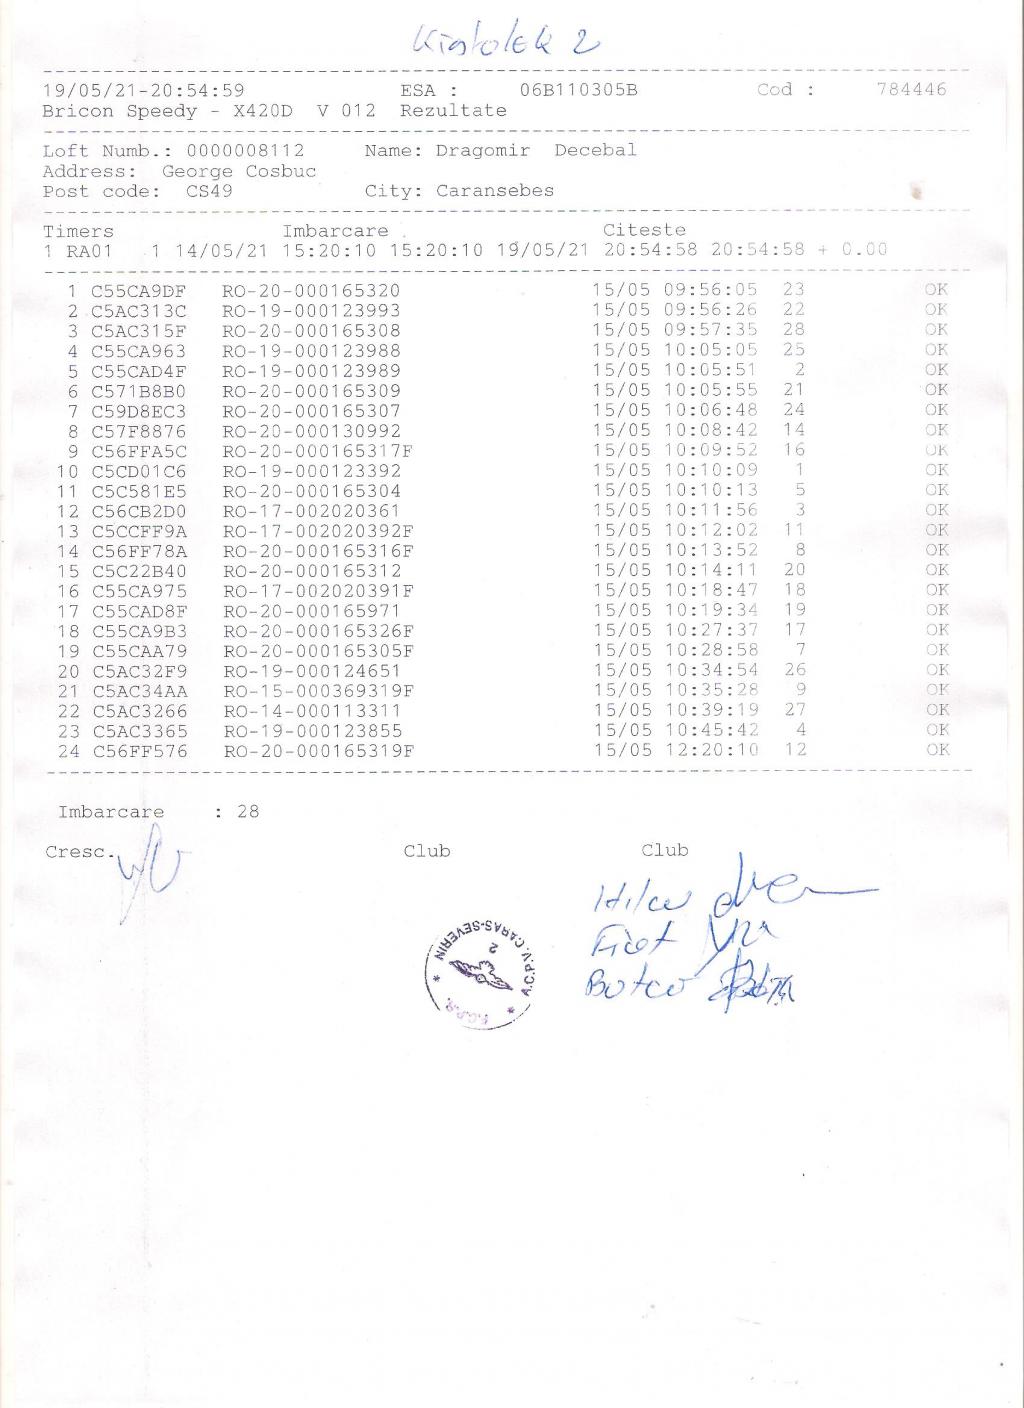 Kistolek 2
19/05/21-20:54:59 ESA : 06B110305B Cod : 784446
Bricon Speedy - X420D V 012 Rezultate
Loft Numb.: 0000008112 Name: Dragomir Decebal
Address: George Cosbuc
Post code: CS49 City: Caransebes
Timers Imbarcare Citeste
1 RA01 1 14/05/21 15:20:10 15:20:10 19/05/21 20:54:58 20:54:58 + 0.00
1 C55CA9DF RO-20-000165320 15/05 09:56:05 23 OK
2 C5AC313C RO-19-000123993 15/05 09:56:26 22 OK
3 C5AC315F RO-20-000165308 15/05 09:57:35 28 OK
4 C55CA963 RO-19-000123988 15/05 10:05:05 25 OK
5 C55CAD4F RO-19-000123989 15/05 10:05:51 2 OK
6 C571B8B0 RO-20-000165309 15/05 10:05:55 21 OK
7 C59D8EC3 RO-20-000165307 15/05 10:06:48 24 OK
8 C57F8876 RO-20-000130992 15/05 10:08:42 14 OK
9 C56FFA5C RO-20-000165317F 15/05 10:09:52 16 OK
10 C5CD01C6 RO-19-000123392 15/05 10:10:09 1 OK
11 C5C581E5 RO-20-000165304 15/05 10:10:13 5 OK
12 C56CB2D0 RO-17-002020361 15/05 10:11:56 3 OK
13 C5CCFF9A RO-17-002020392F 15/05 10:12:02 11 OK
14 C56FF78A RO-20-000165316F 15/05 10:13:52 8 OK
15 C5C22B40 RO-20-000165312 15/05 10:14:11 20 OK
16 C55CA975 RO-17-002020391F 15/05 10:18:47 18 OK
17 C55CAD8F RO-20-000165971 15/05 10:19:34 19 OK
18 C55CA9B3 RO-20-000165326F 15/05 10:27:37 17 OK
19 C55CAA79 RO-20-000165305F 15/05 10:28:58 7 OK
20 C5AC32F9 RO-19-000124651 15/05 10:34:54 26 OK
21 C5AC34AA RO-15-000369319F 15/05 10:35:28 9 OK
22 C5AC3266 RO-14-000113311 15/05 10:39:19 27 OK
23 C5AC3365 RO-19-000123855 15/05 10:45:42 4 OK
24 C56FF576 RO-20-000165319F 15/05 12:20:10 12 OK
Imbarcare : 28
Cresc. Club Club
A.C.P.V. CARAS-SEVERIN
2